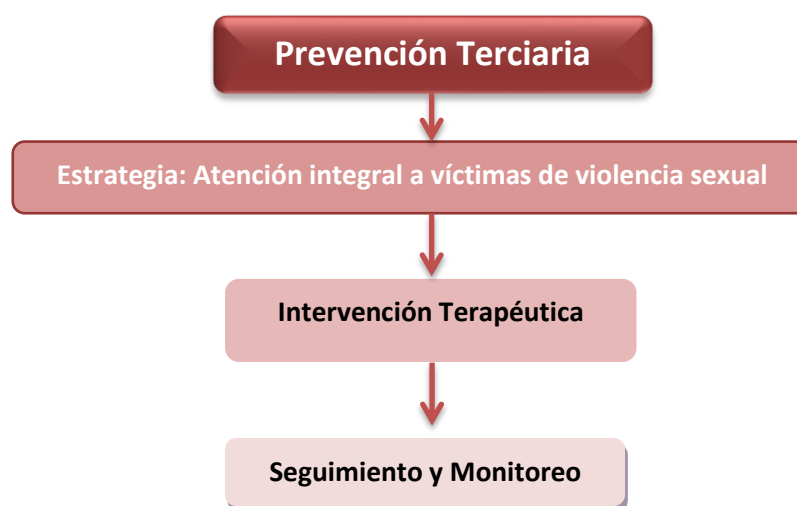 Prevención Terciaria
Estrategia: Atención integral a víctimas de violencia sexual
Intervención Terapéutica
Seguimiento y Monitoreo